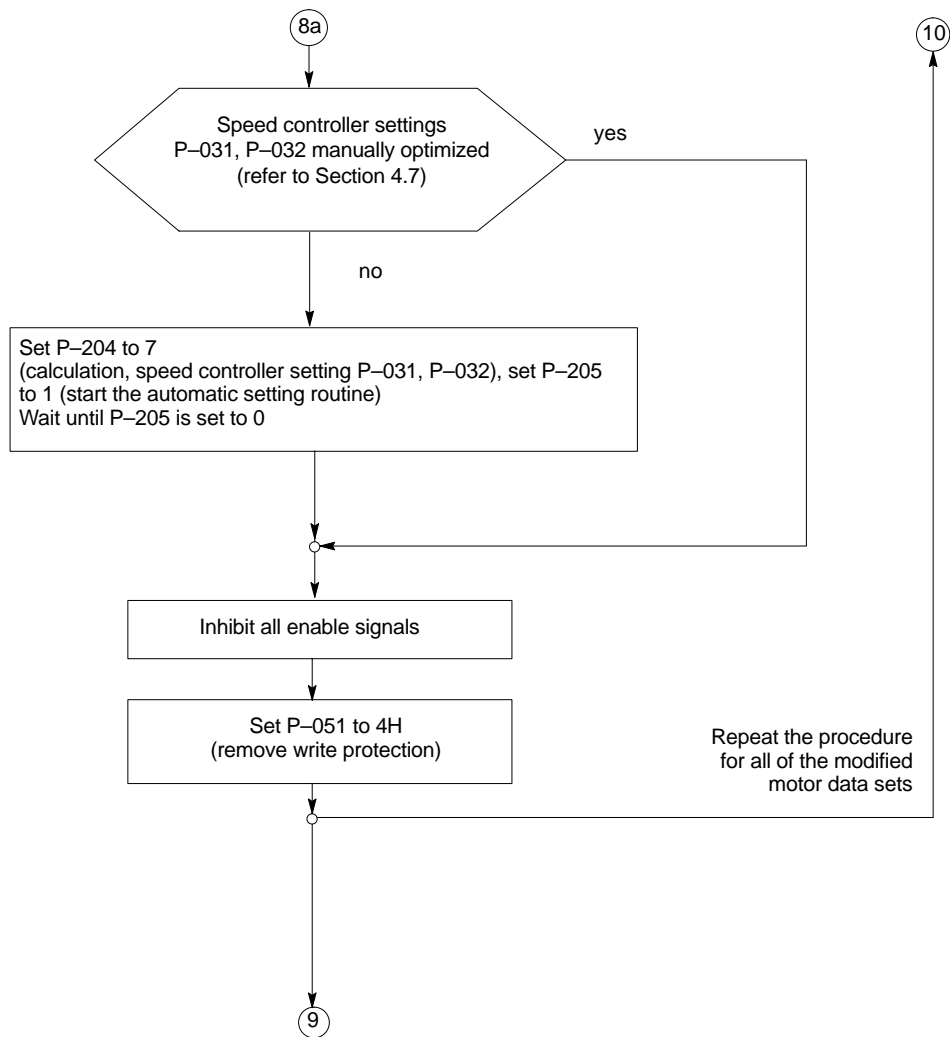 8a
10
Speed controller settings
P–031, P–032 manually optimized
(refer to Section 4.7)
yes
no
Set P–204 to 7
(calculation, speed controller setting P–031, P–032), set P–205
to 1 (start the automatic setting routine)
Wait until P–205 is set to 0
Inhibit all enable signals
Set P–051 to 4H
(remove write protection)
Repeat the procedure
for all of the modified
motor data sets
9